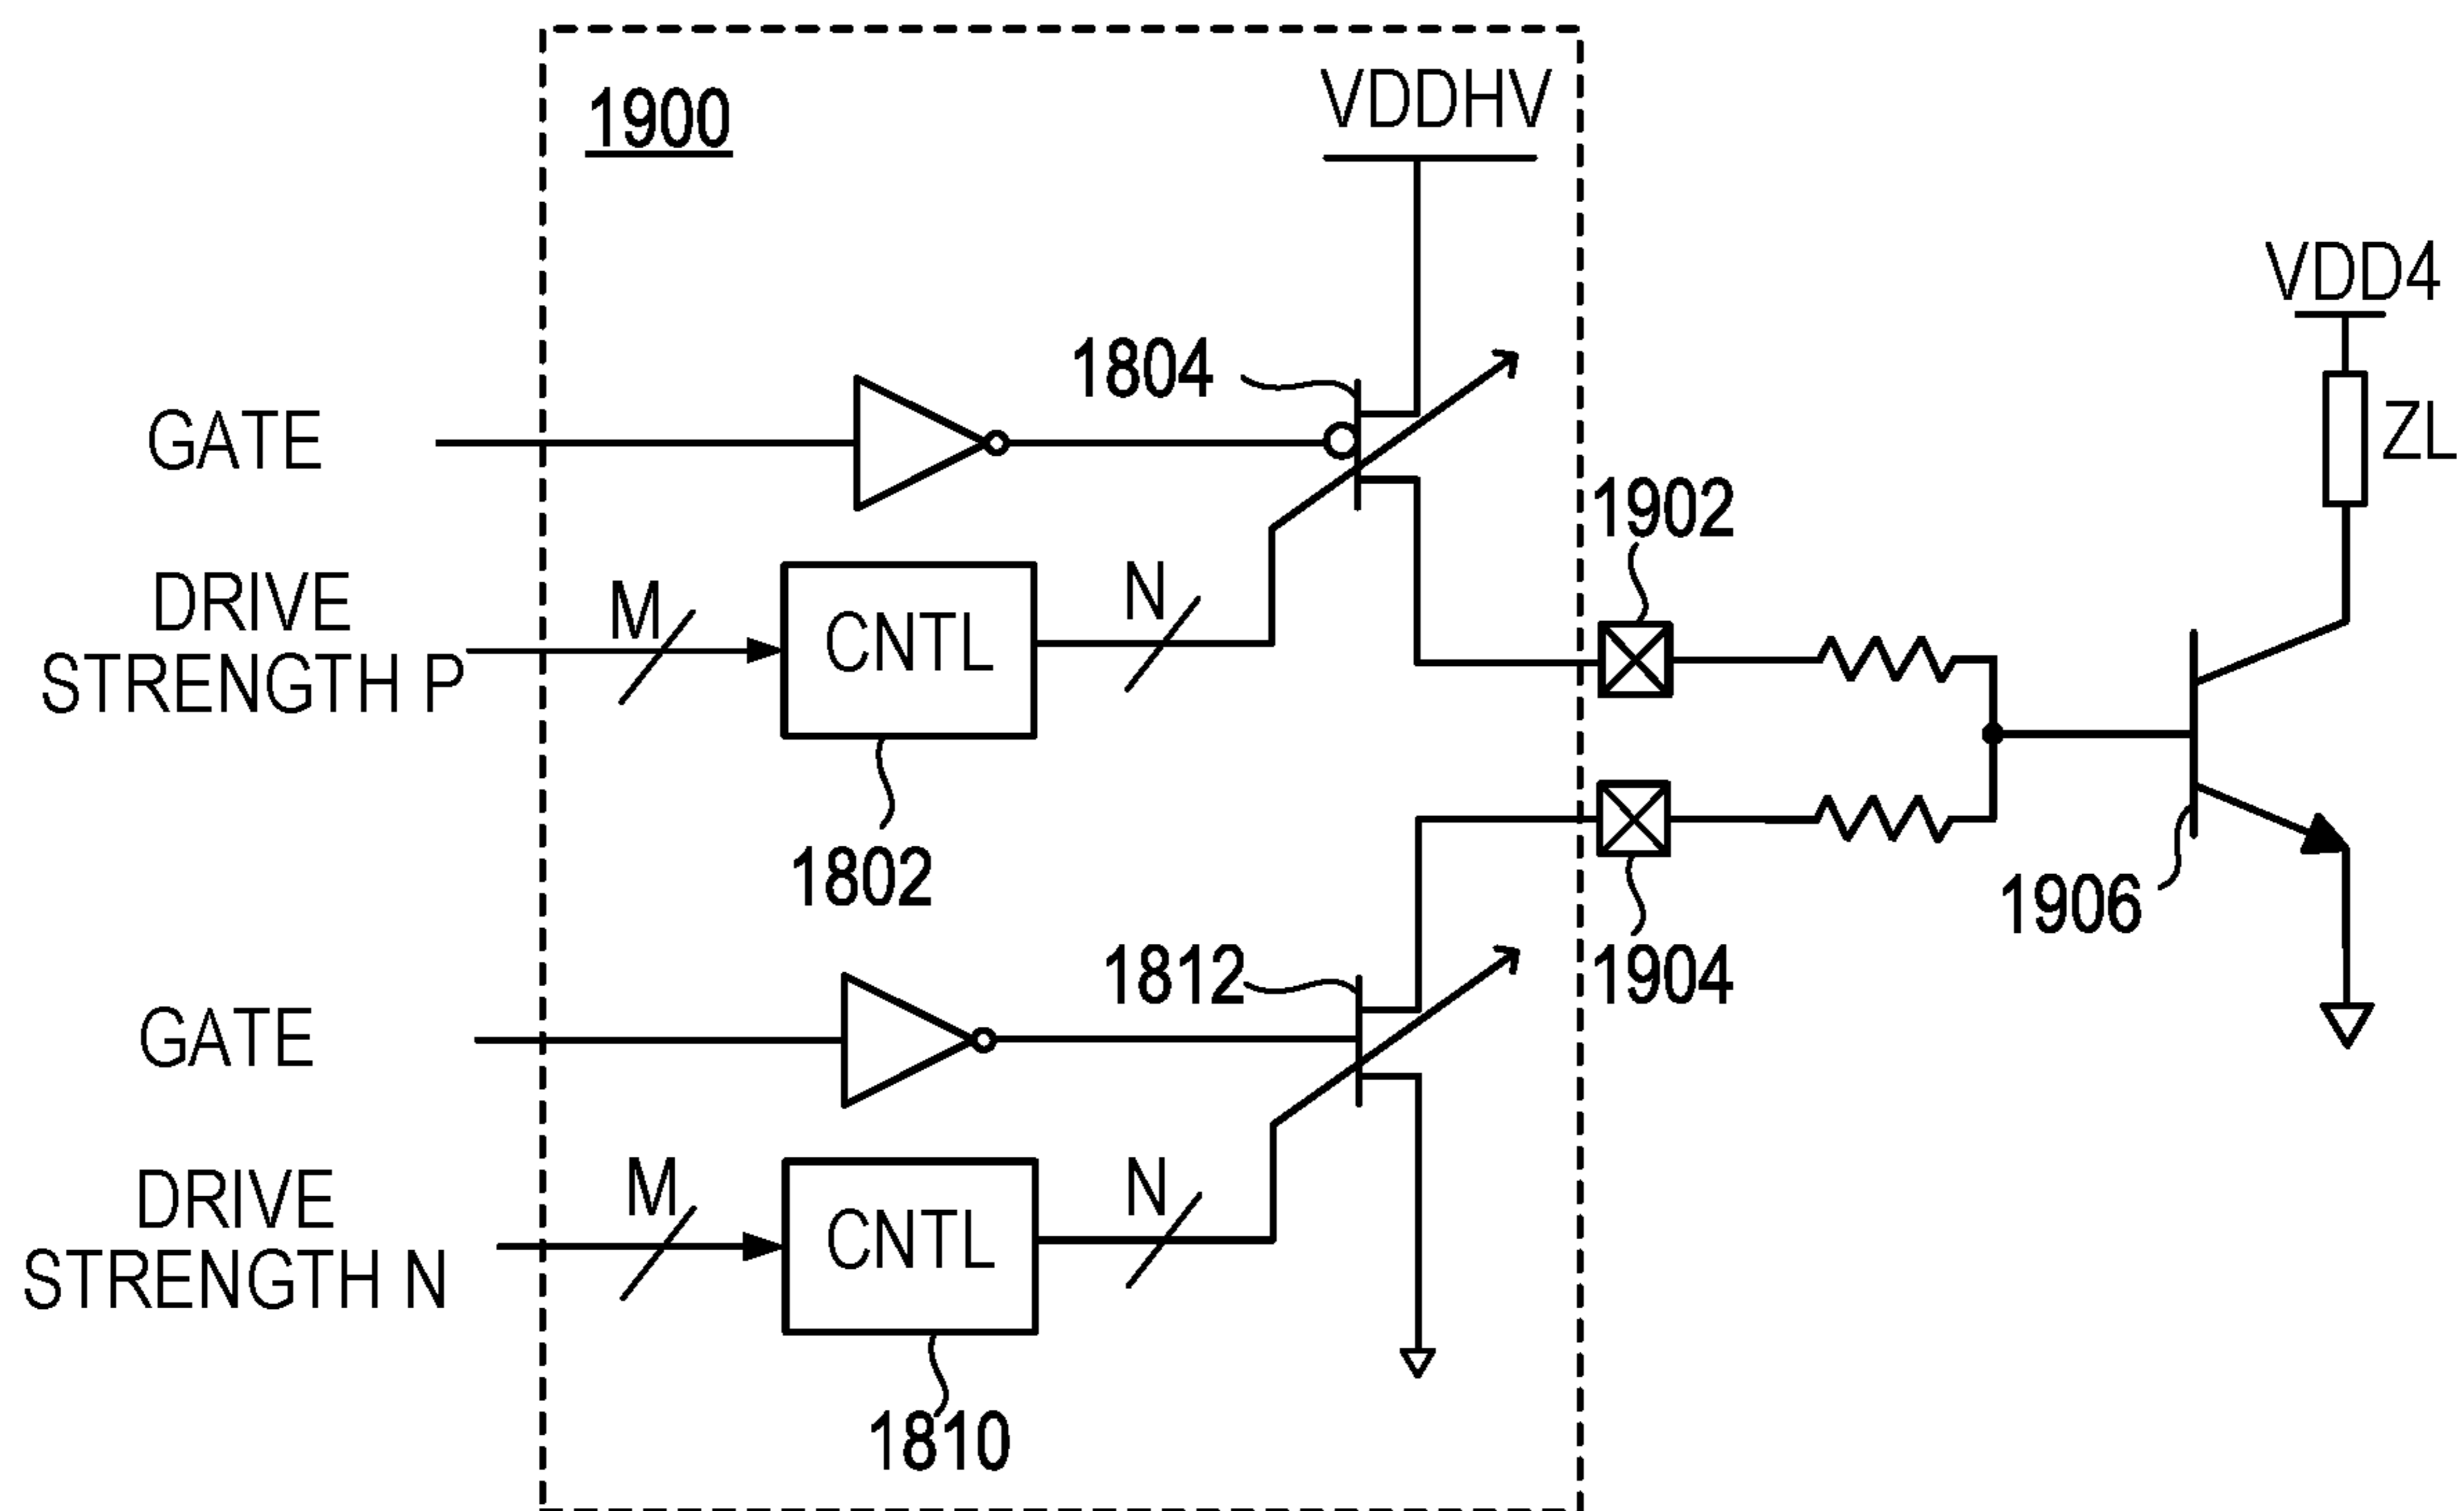 1900
VDDHV
VDD4
1804
GATE
ZL
1902
DRIVE
STRENGTH P
M
CNTL
N
1802
1906
1812
1904
GATE
DRIVE
STRENGTH N
M
CNTL
N
1810